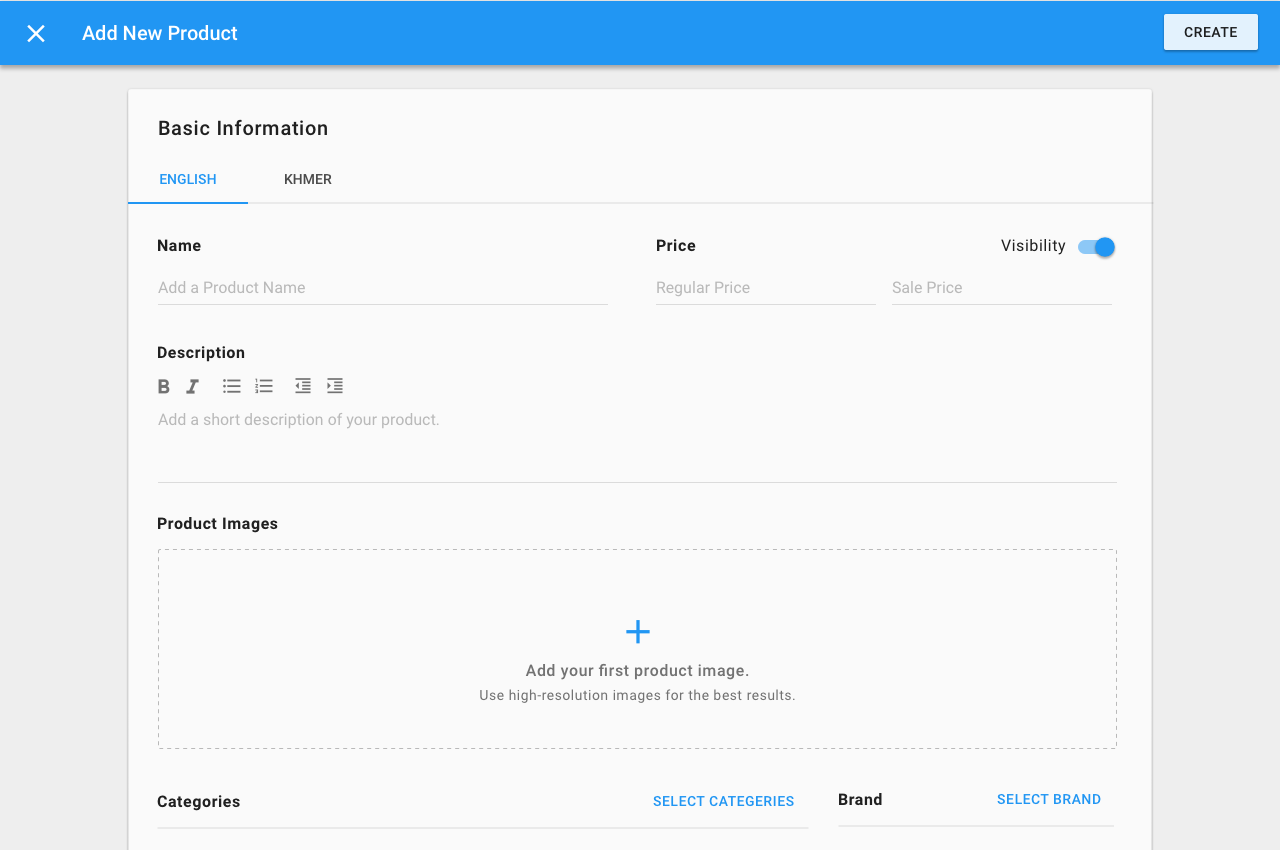 Add New Product
CREATE
Basic Information
ENGLISH KHMER
Name Price Visibility
Add a Product Name Regular Price Sale Price
Description
Add a short description of your product.
Product Images
Add your first product image.
Use high-resolution images for the best results.
Categories SELECT CATEGERIES Brand SELECT BRAND